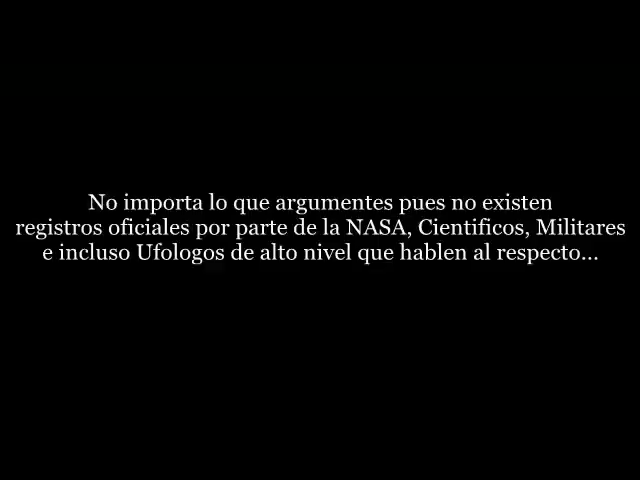 No importa lo que argumentes pues no existen
registros oficiales por parte de la NASA, Cientificos, Militares
e incluso Ufologos de alto nivel que hablen al respecto...